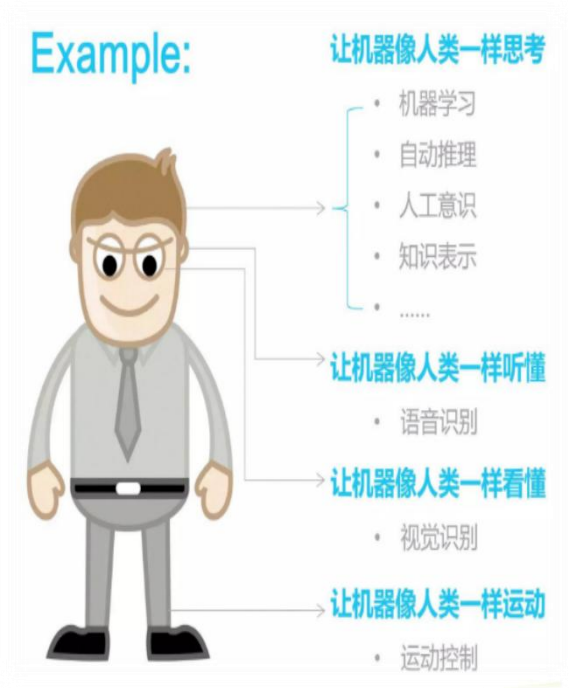 Example:
让机器像人类一样思考
• 机器学习
• 自动推理
• 人工意识
• 知识表示
• ......
让机器像人类一样听懂
• 语音识别
让机器像人类一样看懂
• 视觉识别
让机器像人类一样运动
• 运动控制